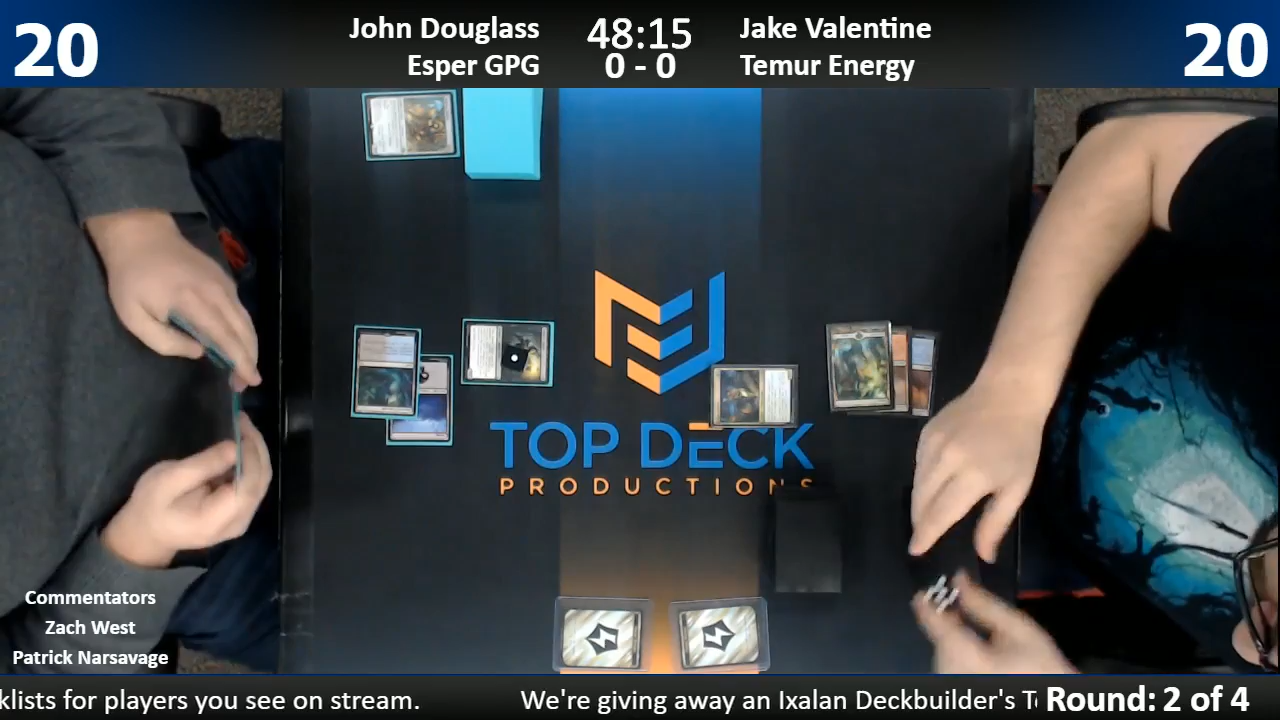 20
John Douglass
Esper GPG
48:15
0 - 0
Jake Valentine
Temur Energy
20
TOP DECK
PRODUCTIONS
Commentators
Zach West
Patrick Narsavage
klists for players you see on stream.
We're giving away an Ixalan Deckbuilder's
Round: 2 of 4